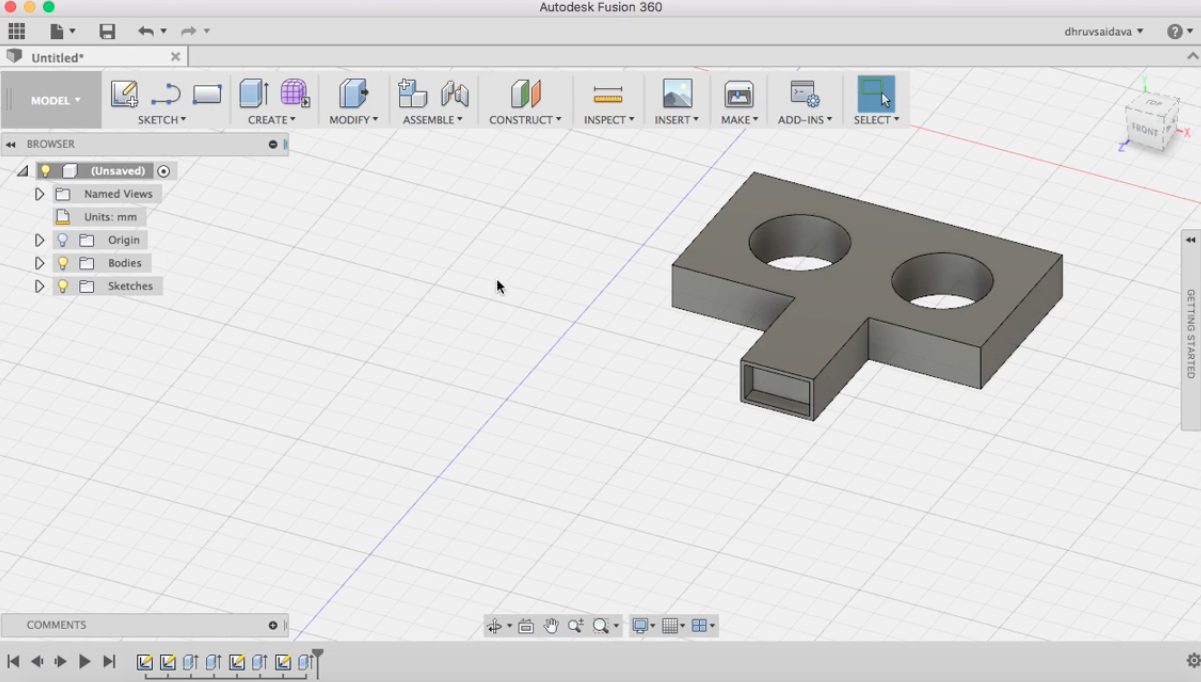 Autodesk Fusion 360
dhruvsaidava
Untitled*
MODEL
SKETCH
CREATE
MODIFY
ASSEMBLE
CONSTRUCT
INSPECT
INSERT
MAKE
ADD-INS
SELECT
TOP
FRONT
X
Z
BROWSER
(Unsaved)
Named Views
Units: mm
Origin
Bodies
Sketches
GETTING STARTED
COMMENTS